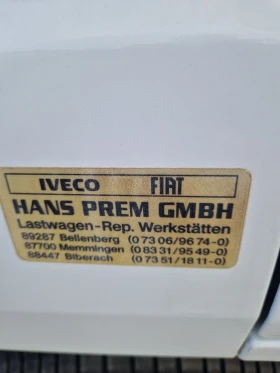 IVECO FIAT
HANS PREM GMBH
Lastwagen-Rep. Werkstätten
89287 Bellenberg (0 73 06/96 74-0)
87700 Memmingen (0 83 31/95 49-0)
88447 Biberach (0 73 51/18 11-0)